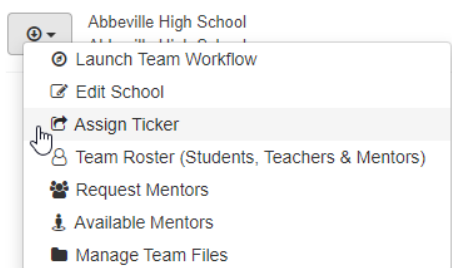 Abbeville High School
Launch Team Workflow
Edit School
Assign Ticker
Team Roster (Students, Teachers & Mentors)
Request Mentors
Available Mentors
Manage Team Files